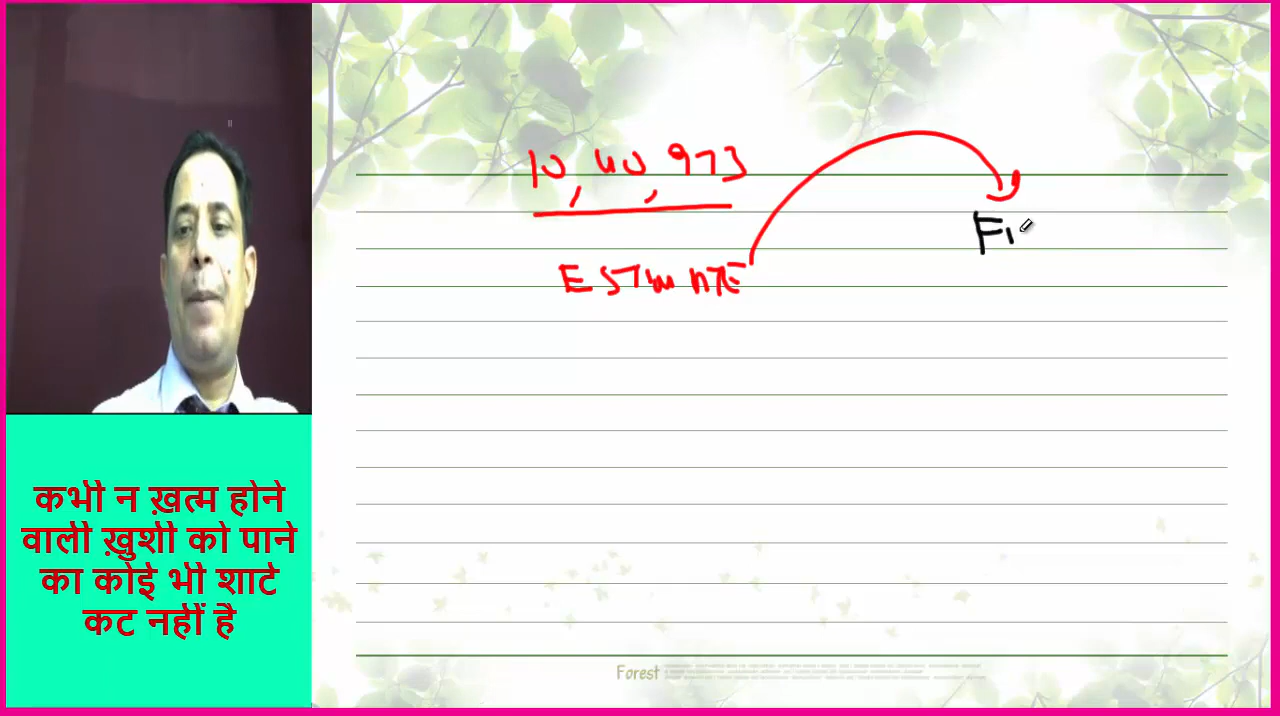 10,40,973
ESTIMATE
Fi
कभी न ख़त्म होने
वाली ख़ुशी को पाने
का कोई भी शार्ट
कट नहीं है
Forest